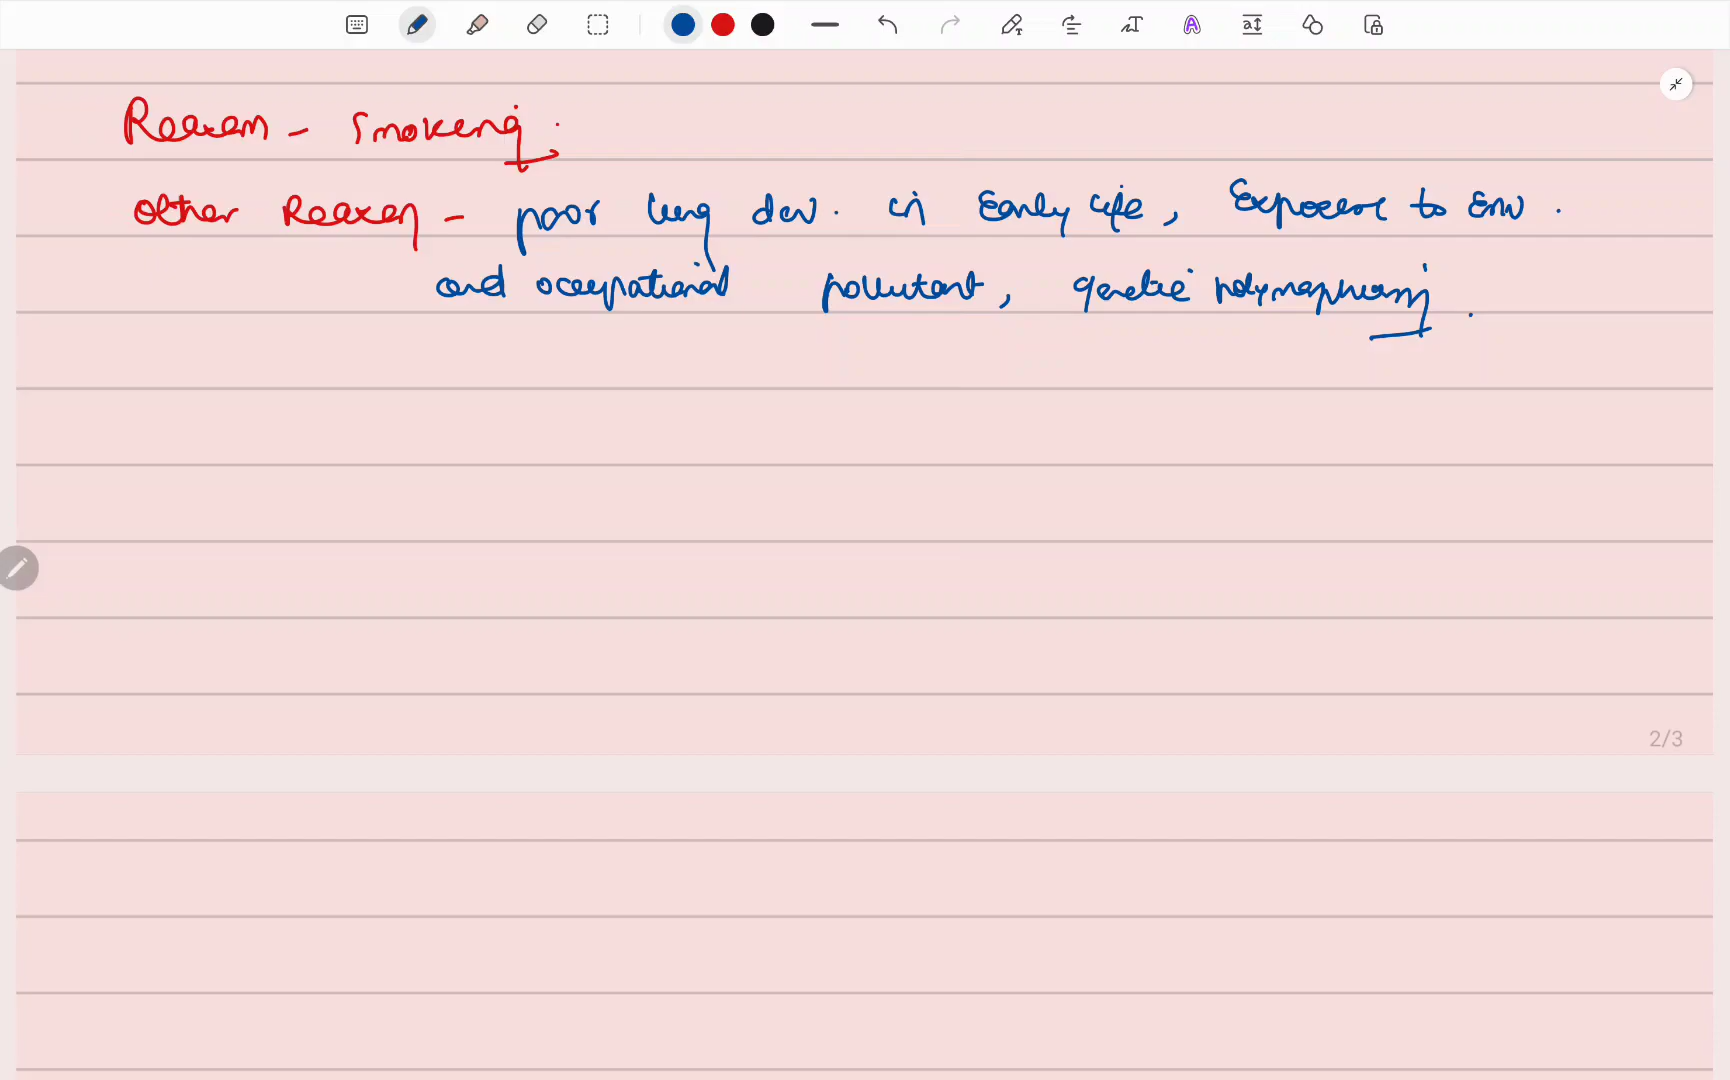 Reason - Smoking.
Other Reason - poor lung dev. in Early life, Exposure to Env.
and occupational pollutant, genetic polymorphism.
2/3